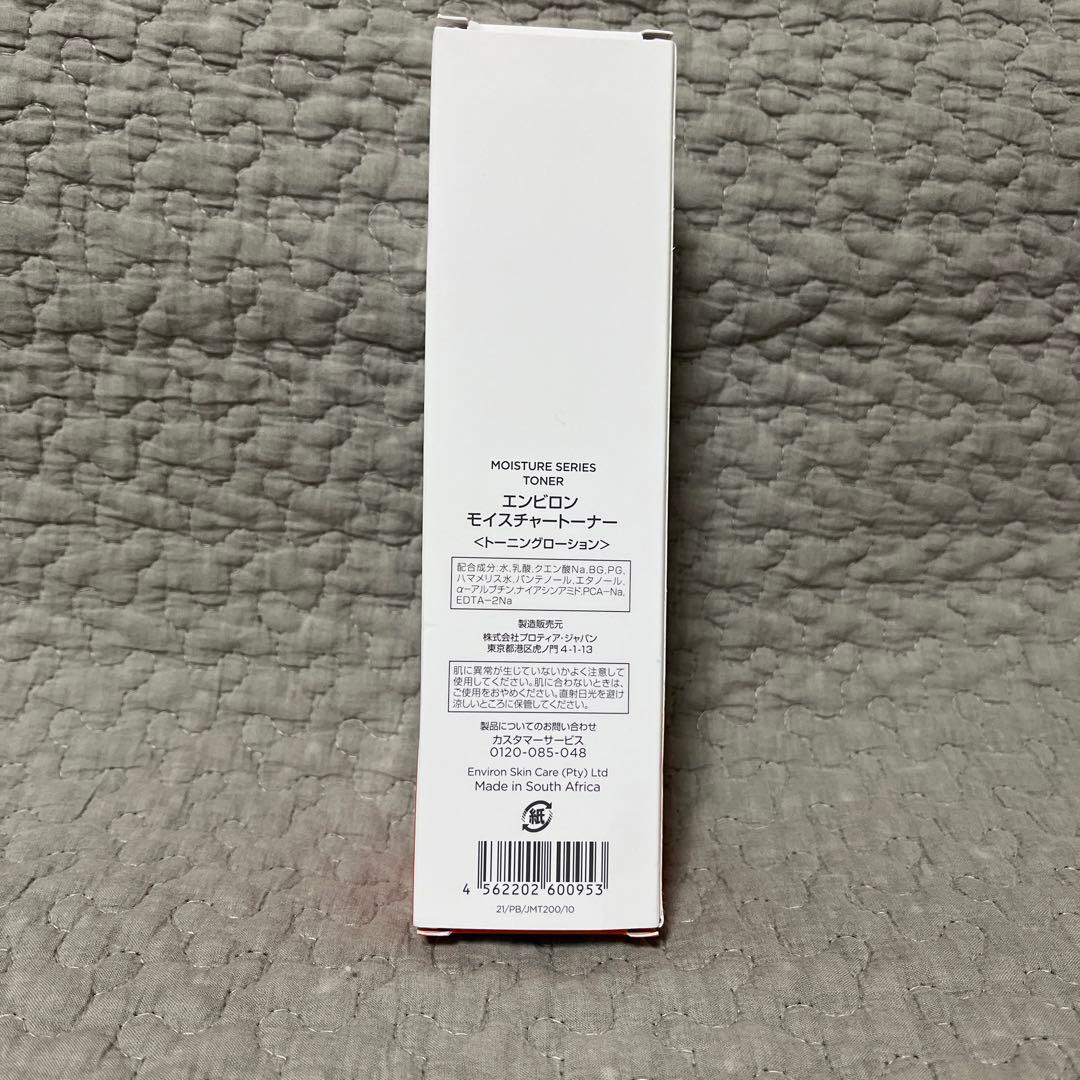 MOISTURE SERIES
TONER
エンビロン
モイスチャートーナー
<トーニングローション>
配合成分:水,乳酸,クエン酸Na,BG,PG,
ハマメリス水,パンテノール,エタノール,
α-アルブチン,ナイアシンアミド,PCA-Na,
EDTA-2Na
製造販売元
株式会社プロティア・ジャパン
東京都港区虎ノ門 4-1-13
肌に異常が生じていないかよく注意して
使用してください。肌に合わないときは、
ご使用をおやめください。直射日光を避け
涼しいところに保管してください。
製品についてのお問い合わせ
カスタマーサービス
0120-085-048
Environ Skin Care (Pty) Ltd
Made in South Africa
紙
4 562202 600953
21/PB/JMT200/10